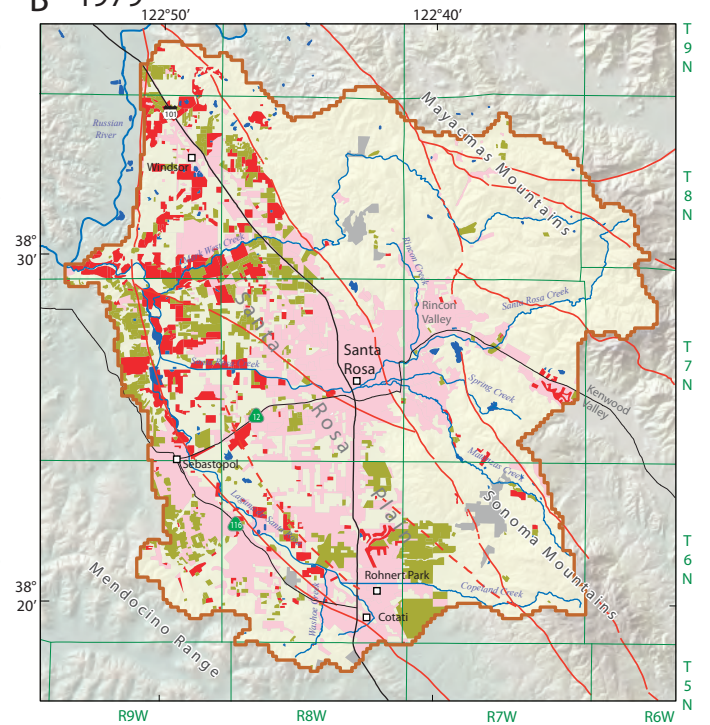 B 1979
122°50′ 122°40′
T
9
N
Mayacmas Mountains
Russian
River
101
Windsor
T
8
N
38°
30′
Mark West Creek
Rincon Creek
Santa Rosa Creek
Rincon
Valley
Santa Rosa Plain
Santa
Rosa
T
7
N
Spring Creek
Kenwood
Valley
12
Sebastopol
Matanzas Creek
116
Sonoma Mountains
T
6
N
Rohnert Park
38°
20′
Copeland Creek
Mendocino Range
Washoe Creek
Cotati
T
5
N
R9W R8W R7W R6W